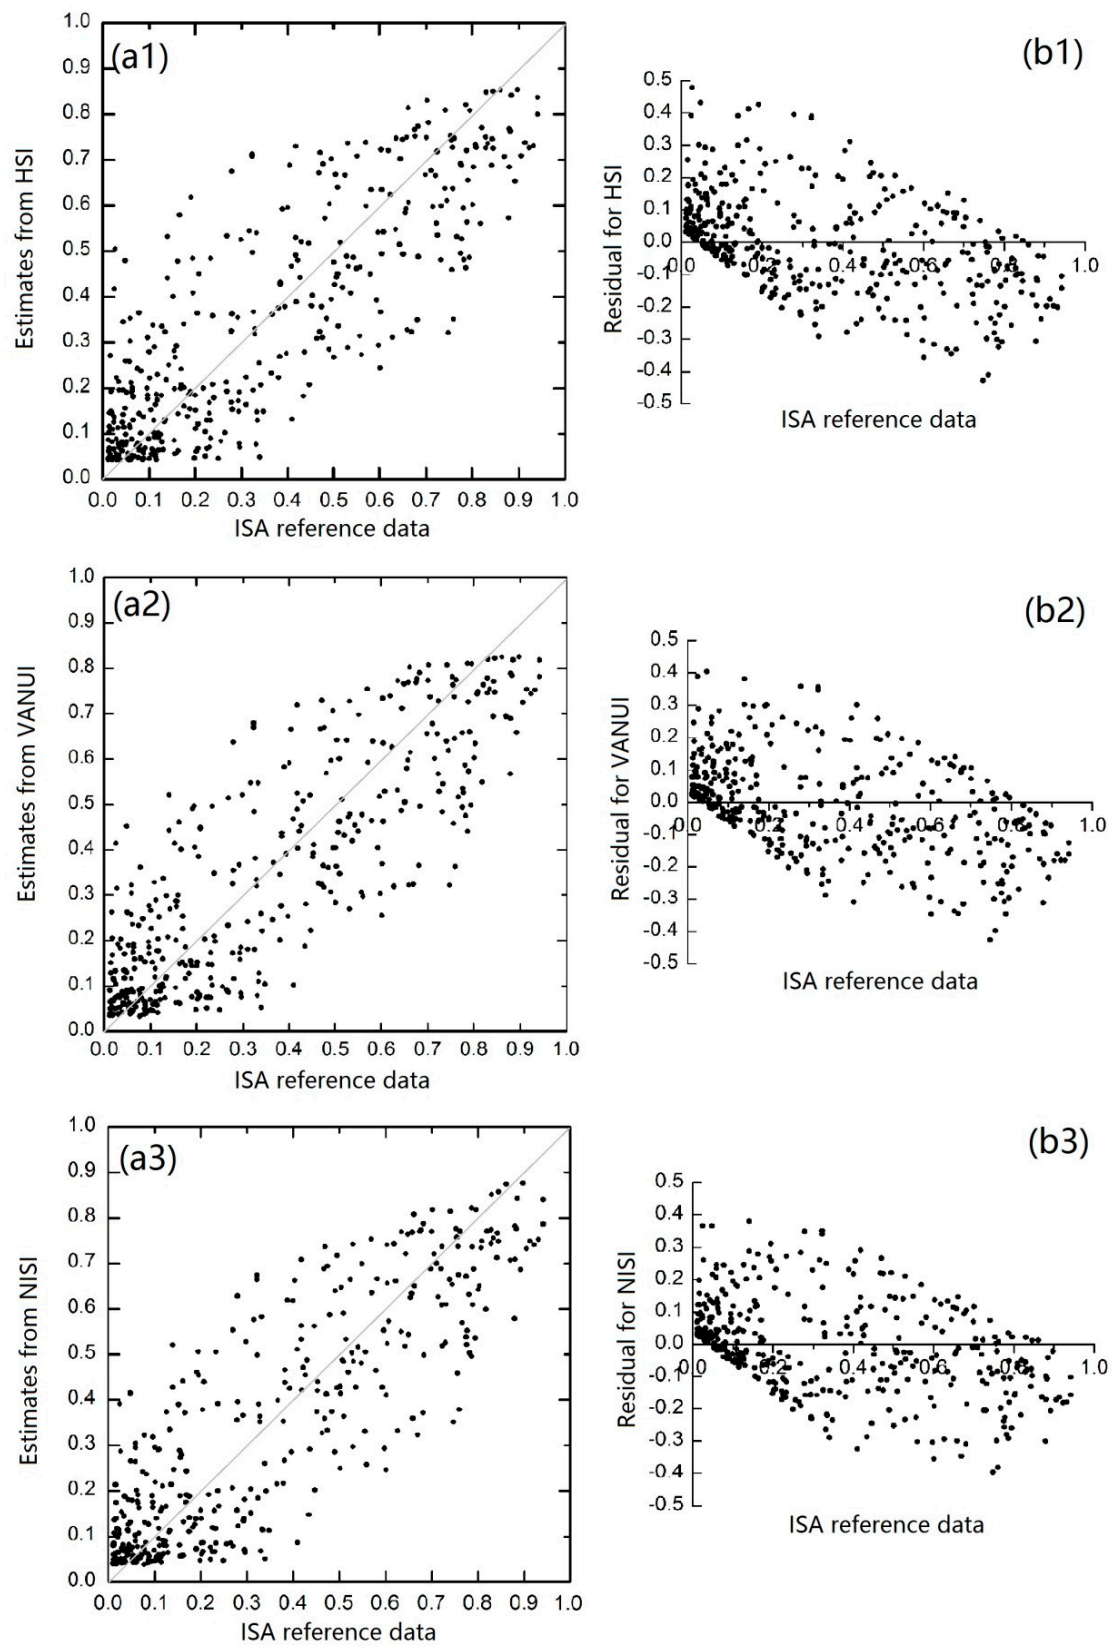 (a1)
Estimates from HSI
1.0
0.9
0.8
0.7
0.6
0.5
0.4
0.3
0.2
0.1
0.0
0.0 0.1 0.2 0.3 0.4 0.5 0.6 0.7 0.8 0.9 1.0
ISA reference data
(b1)
Residual for HSI
0.5
0.4
0.3
0.2
0.1
0.0
-0.1
-0.2
-0.3
-0.4
-0.5
0.0 0.2 0.4 0.6 0.8 1.0
ISA reference data
(a2)
Estimates from VANUI
1.0
0.9
0.8
0.7
0.6
0.5
0.4
0.3
0.2
0.1
0.0
0.0 0.1 0.2 0.3 0.4 0.5 0.6 0.7 0.8 0.9 1.0
ISA reference data
(b2)
Residual for VANUI
0.5
0.4
0.3
0.2
0.1
0.0
-0.1
-0.2
-0.3
-0.4
-0.5
0.0 0.2 0.4 0.6 0.8 1.0
ISA reference data
(a3)
Estimates from NISI
1.0
0.9
0.8
0.7
0.6
0.5
0.4
0.3
0.2
0.1
0.0
0.0 0.1 0.2 0.3 0.4 0.5 0.6 0.7 0.8 0.9 1.0
ISA reference data
(b3)
Residual for NISI
0.5
0.4
0.3
0.2
0.1
0.0
-0.1
-0.2
-0.3
-0.4
-0.5
0.0 0.2 0.4 0.6 0.8 1.0
ISA reference data